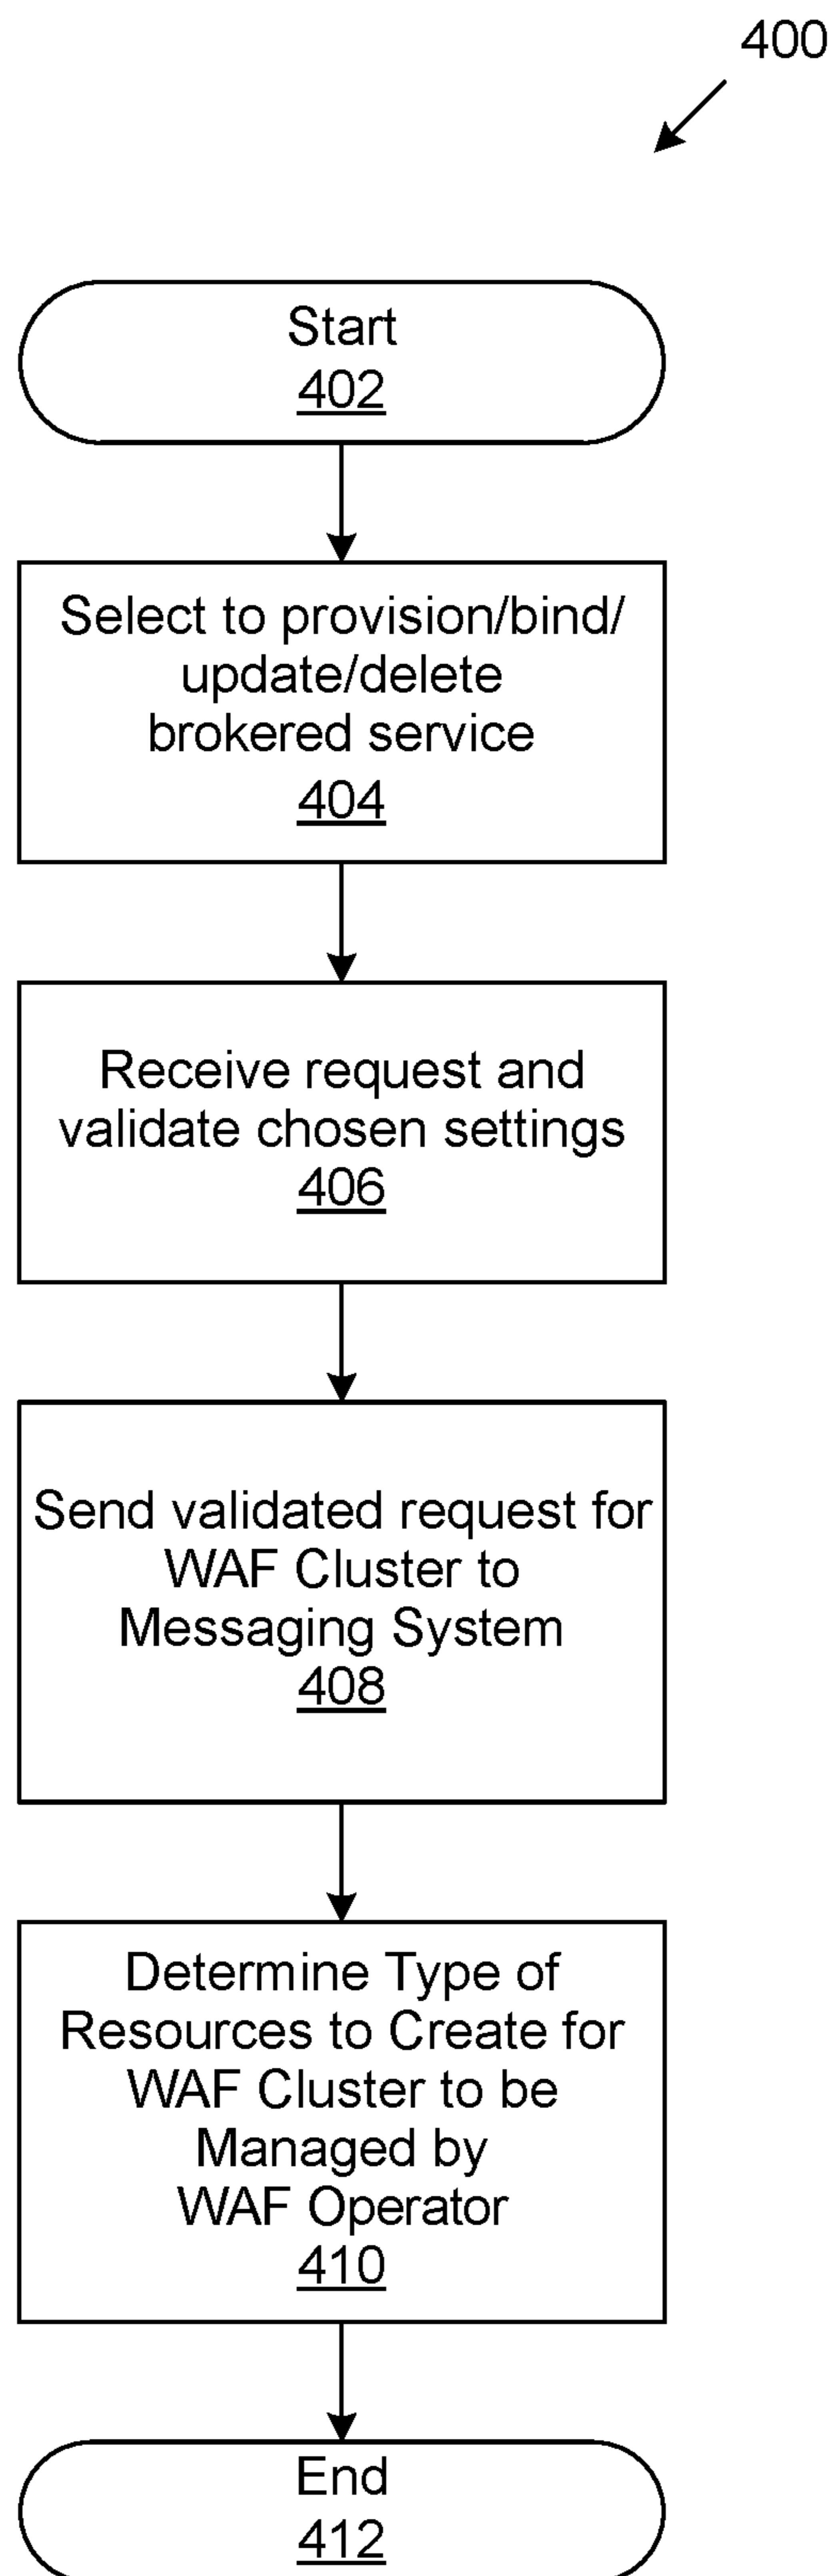 400
Start
402
Select to provision/bind/
update/delete
brokered service
404
Receive request and
validate chosen settings
406
Send validated request for
WAF Cluster to
Messaging System
408
Determine Type of
Resources to Create for
WAF Cluster to be
Managed by
WAF Operator
410
End
412